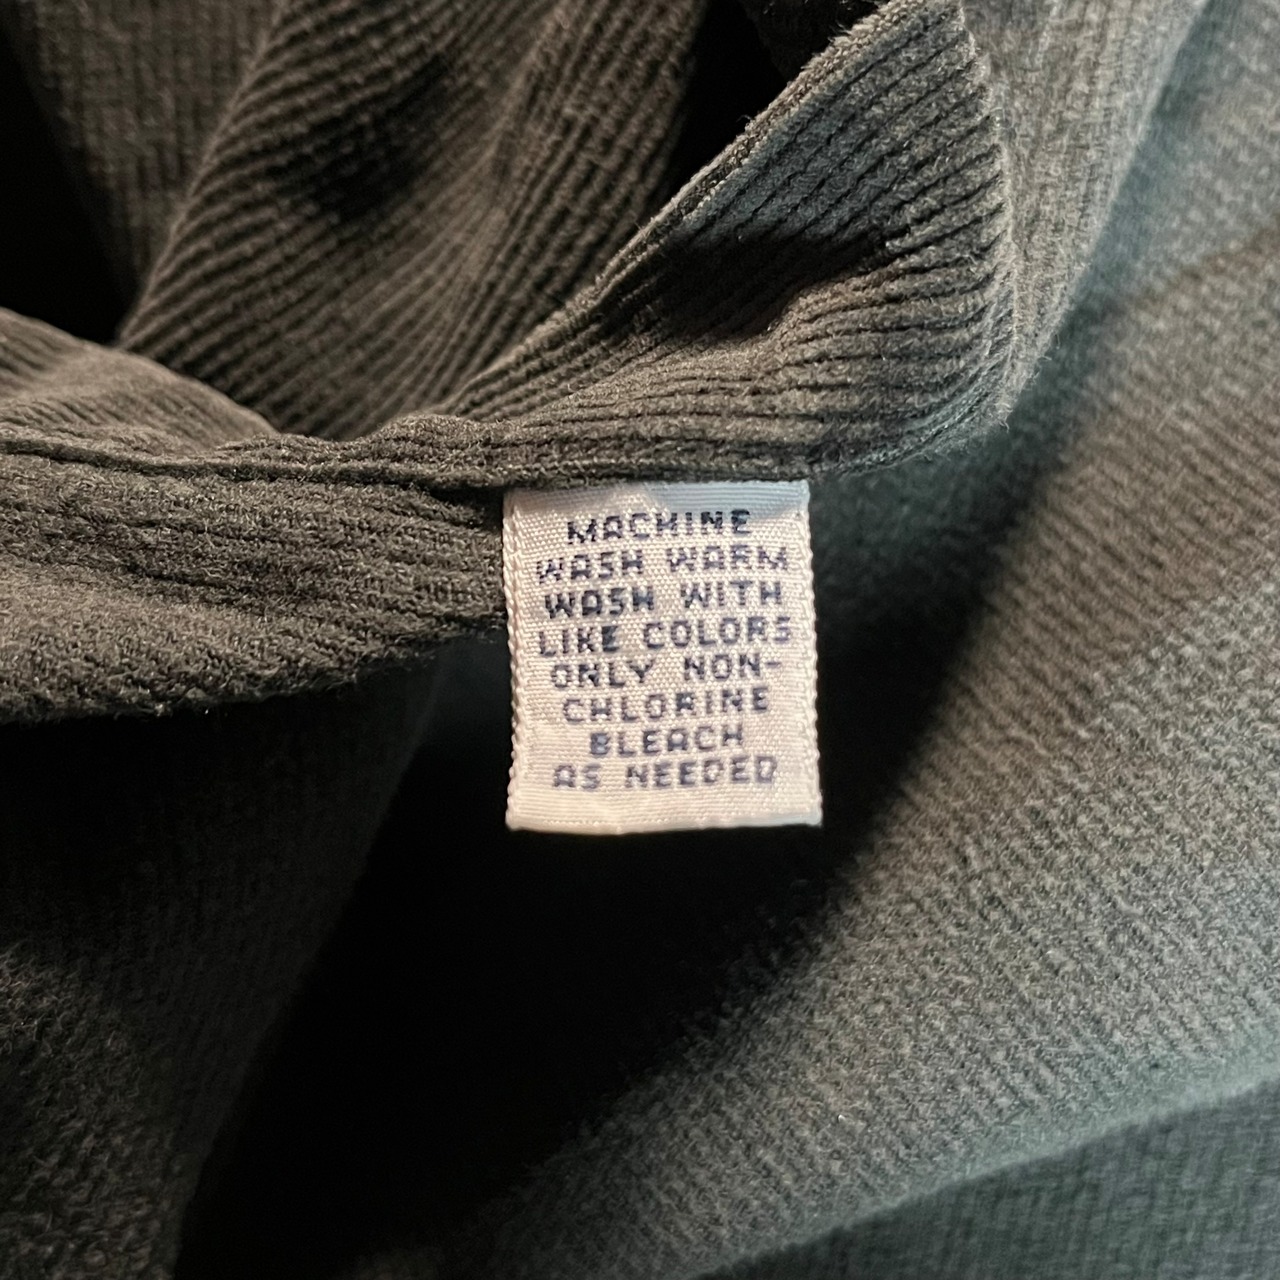 MACHINE
WASH WARM
WASH WITH
LIKE COLORS
ONLY NON-
CHLORINE
BLEACH
AS NEEDED